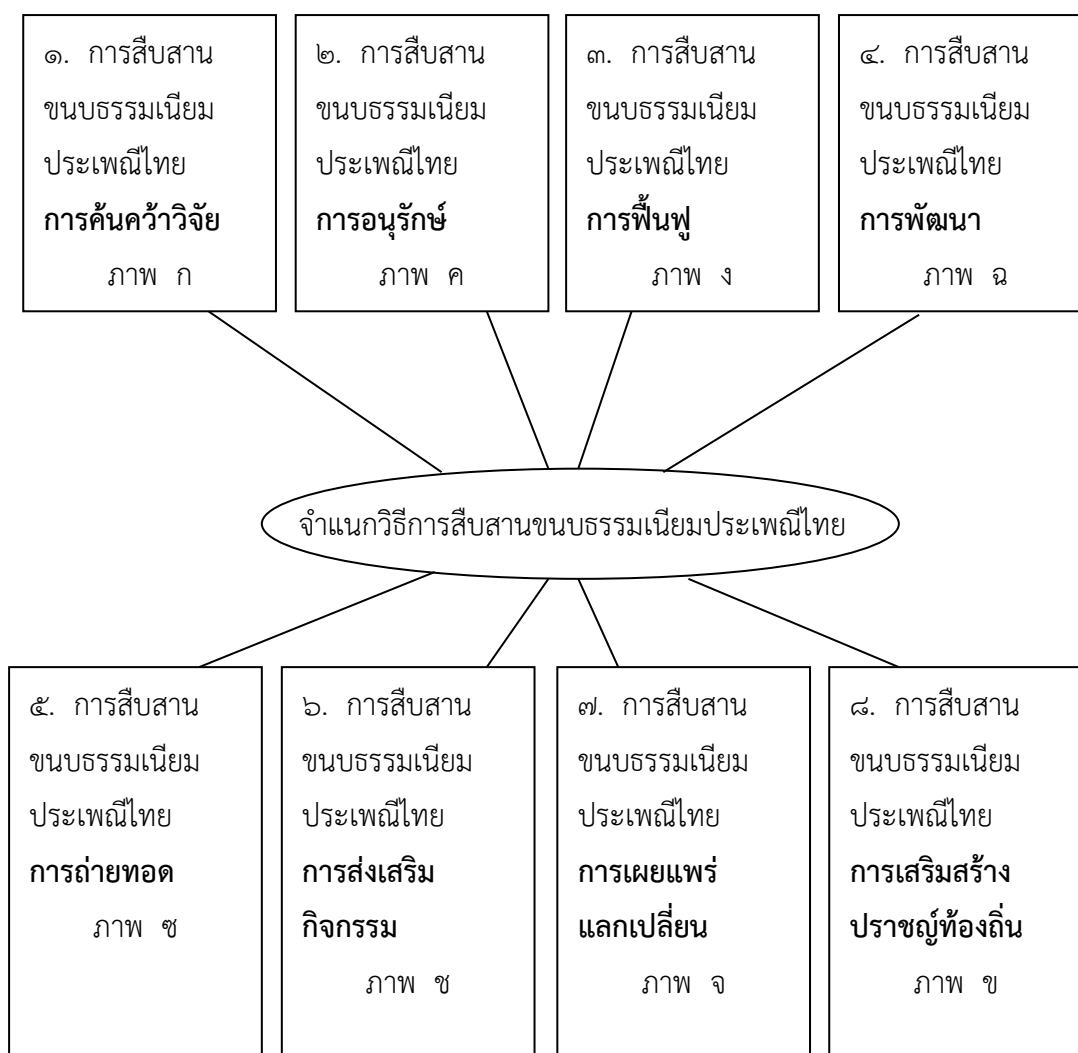 ๑. การสืบสาน
ขนบธรรมเนียม
ประเพณีไทย
การค้นคว้าวิจัย
ภาพ ก
๒. การสืบสาน
ขนบธรรมเนียม
ประเพณีไทย
การอนุรักษ์
ภาพ ค
๓. การสืบสาน
ขนบธรรมเนียม
ประเพณีไทย
การฟื้นฟู
ภาพ ง
๔. การสืบสาน
ขนบธรรมเนียม
ประเพณีไทย
การพัฒนา
ภาพ ฉ
จำแนกวิธีการสืบสานขนบธรรมเนียมประเพณีไทย
๕. การสืบสาน
ขนบธรรมเนียม
ประเพณีไทย
การถ่ายทอด
ภาพ ซ
๖. การสืบสาน
ขนบธรรมเนียม
ประเพณีไทย
การส่งเสริม
กิจกรรม
ภาพ ช
๗. การสืบสาน
ขนบธรรมเนียม
ประเพณีไทย
การเผยแพร่
แลกเปลี่ยน
ภาพ จ
๘. การสืบสาน
ขนบธรรมเนียม
ประเพณีไทย
การเสริมสร้าง
ปราชญ์ท้องถิ่น
ภาพ ข